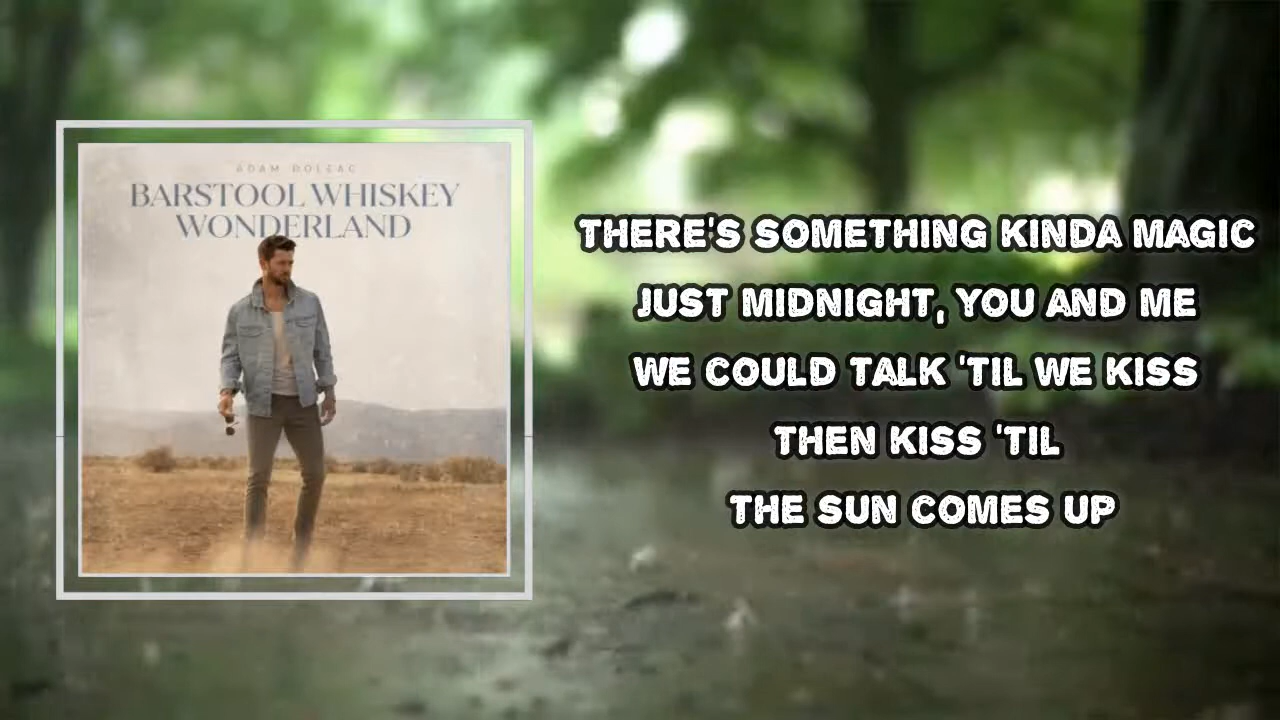 ADAM DOLEAC
BARSTOOL WHISKEY
WONDERLAND
THERE'S SOMETHING KINDA MAGIC
JUST MIDNIGHT, YOU AND ME
WE COULD TALK 'TIL WE KISS
THEN KISS 'TIL
THE SUN COMES UP